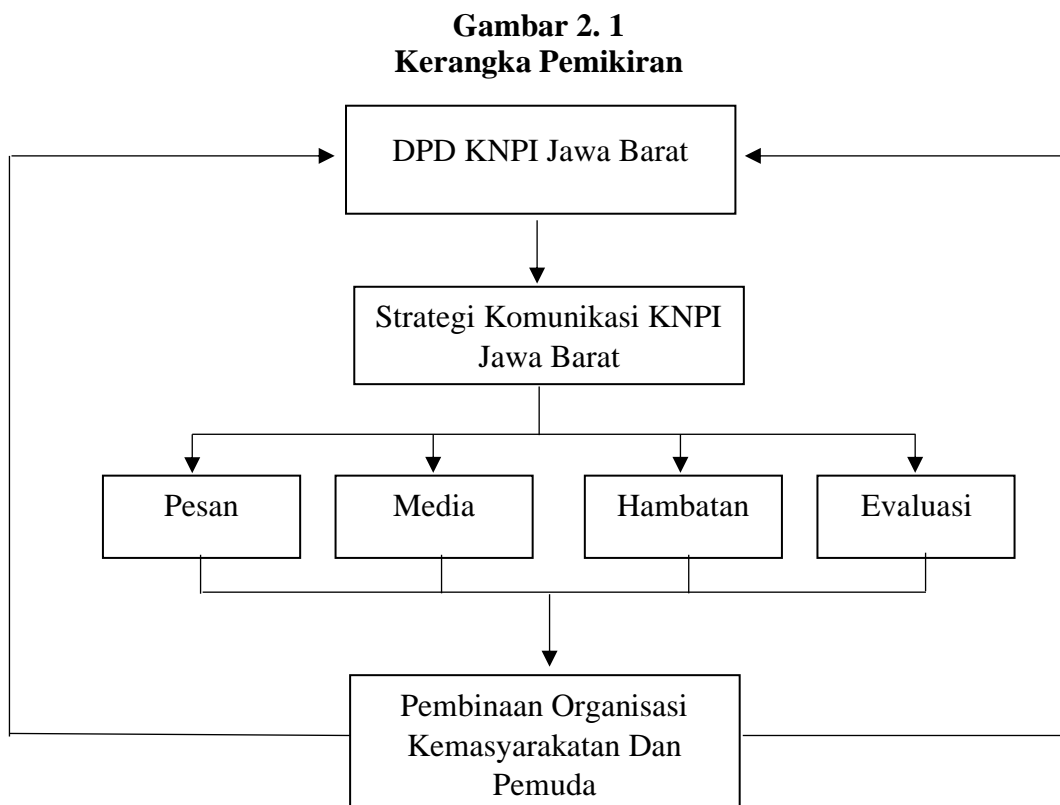 Gambar 2. 1
Kerangka Pemikiran
DPD KNPI Jawa Barat
Strategi Komunikasi KNPI
Jawa Barat
Pesan
Media
Hambatan
Evaluasi
Pembinaan Organisasi
Kemasyarakatan Dan
Pemuda